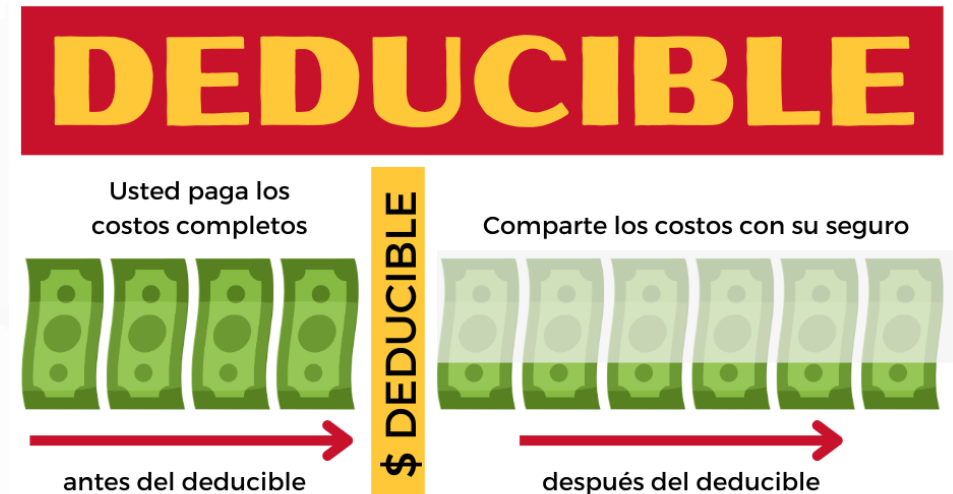 DEDUCIBLE
Usted paga los
costos completos
$ DEDUCIBLE
Comparte los costos con su seguro
antes del deducible
después del deducible